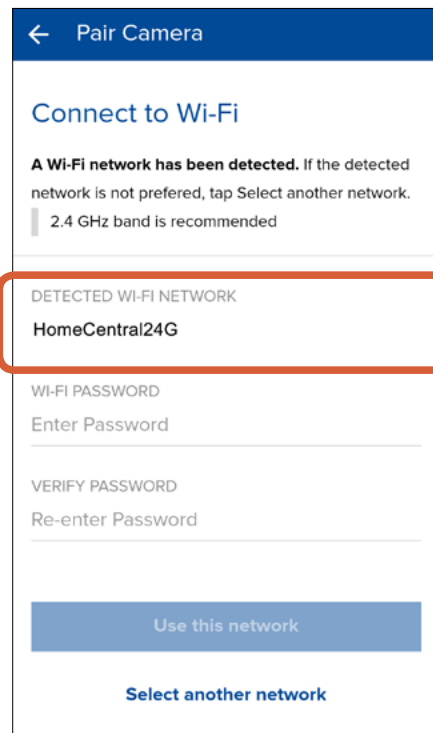 Pair Camera
Connect to Wi-Fi
A Wi-Fi network has been detected. If the detected
network is not prefered, tap Select another network.
2.4 GHz band is recommended
DETECTED WI-FI NETWORK
HomeCentral24G
WI-FI PASSWORD
Enter Password
VERIFY PASSWORD
Re-enter Password
Use this network
Select another network